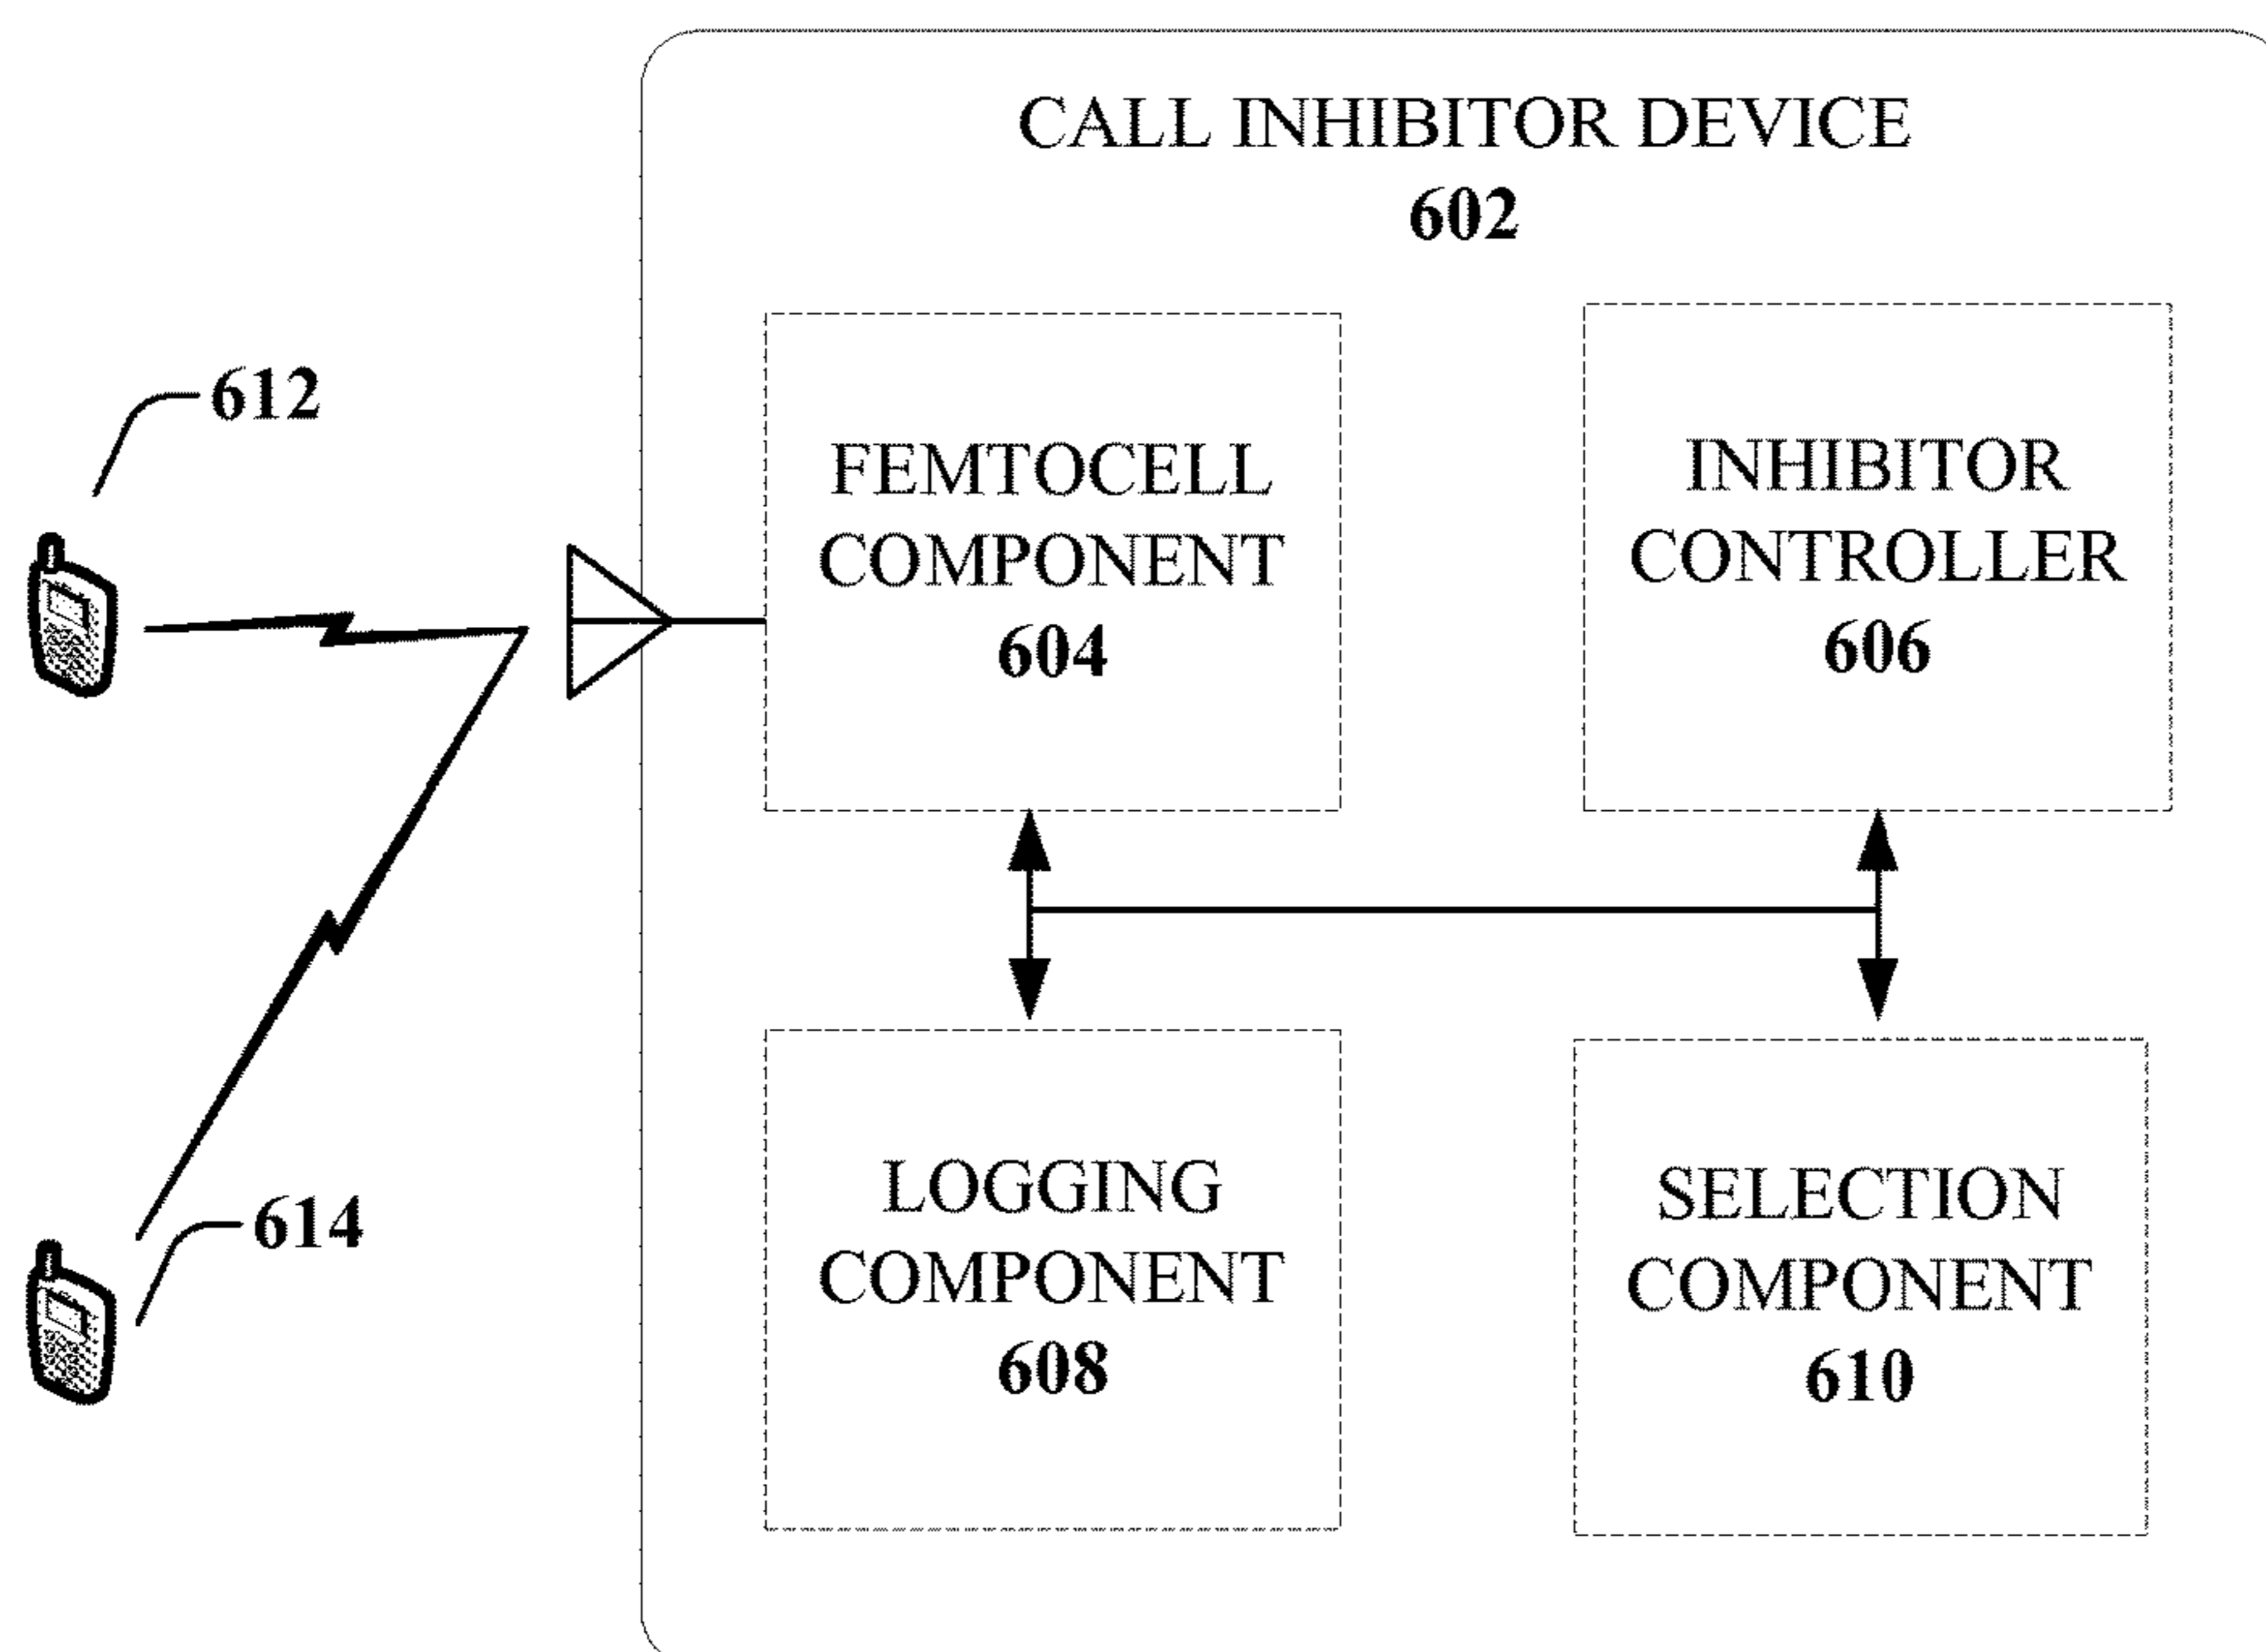 CALL INHIBITOR DEVICE
602
612
FEMTOCELL
COMPONENT
604
INHIBITOR
CONTROLLER
606
614
LOGGING
COMPONENT
608
SELECTION
COMPONENT
610